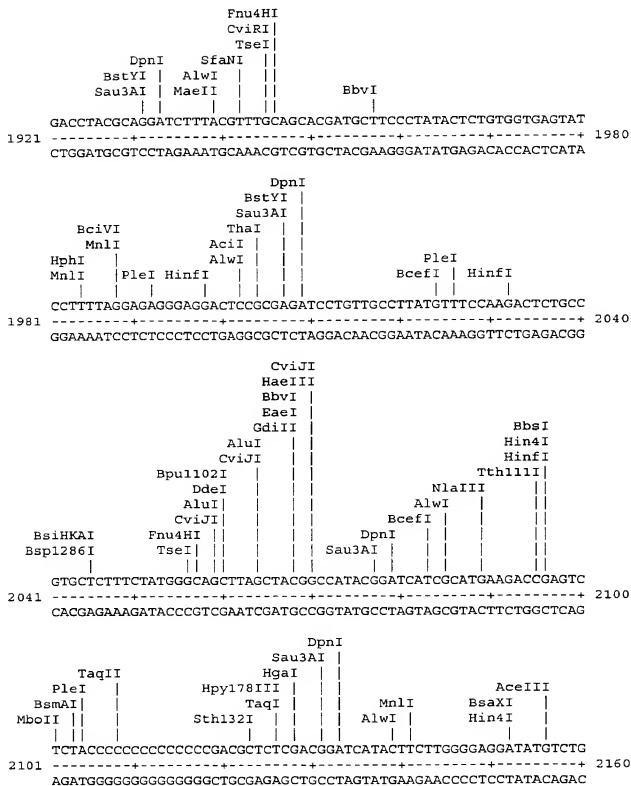 Fnu4HI
CviRI
TseI
DpnI SfaNI
BstYI AlwI
Sau3AI MaeII BbvI
GACCTACGCAGGATCTTTACGTTTGCAGCACGATGCTTCCCTATACTCTGTGGTGAGTAT
1921 ---------+---------+---------+---------+---------+---------+ 1980
CTGGATGCGTCCTAGAAATGCAAACGTCGTGCTACGAAGGGATATGAGACACCACTCATA
DpnI
BstYI
Sau3AI
BciVI ThaI
MnlI AciI
HphI AlwI PleI
MnlI PleI HinfI BcefI HinfI
CCTTTTAGGAGAGGGAGGACTCCGCGAGATCCTGTTGCCTTATGTTTCCAAGACTCTGCC
1981 ---------+---------+---------+---------+---------+---------+ 2040
GGAAAATCCTCTCCCTCCTGAGGCGCTCTAGGACAACGGAATACAAAGGTTCTGAGACGG
CviJI
HaeIII
BbvI
EaeI
GdiII BbsI
AluI Hin4I
CviJI HinfI
Bpu1102I Tth111I
DdeI NlaIII
AluI AlwI
CviJI BcefI
BsiHKAI Fnu4HI DpnI
Bsp1286I TseI Sau3AI
GTGCTCTTTCTATGGGCAGCTTAGCTACGGCCATACGGATCATCGCATGAAGACCGAGTC
2041 ---------+---------+---------+---------+---------+---------+ 2100
CACGAGAAAGATACCCGTCGAATCGATGCCGGTATGCCTAGTAGCGTACTTCTGGCTCAG
DpnI
Sau3AI
TaqII HgaI
PleI Hpy178III AceIII
BsmAI TaqI MnlI BsaXI
MboII Sth132I AlwI Hin4I
TCTACCCCCCCCCCCCCCGACGCTCTCGACGGATCATACTTCTTGGGGAGGATATGTCTG
2101 ---------+---------+---------+---------+---------+---------+ 2160
AGATGGGGGGGGGGGGGGCTGCGAGAGCTGCCTAGTATGAAGAACCCCTCCTATACAGAC